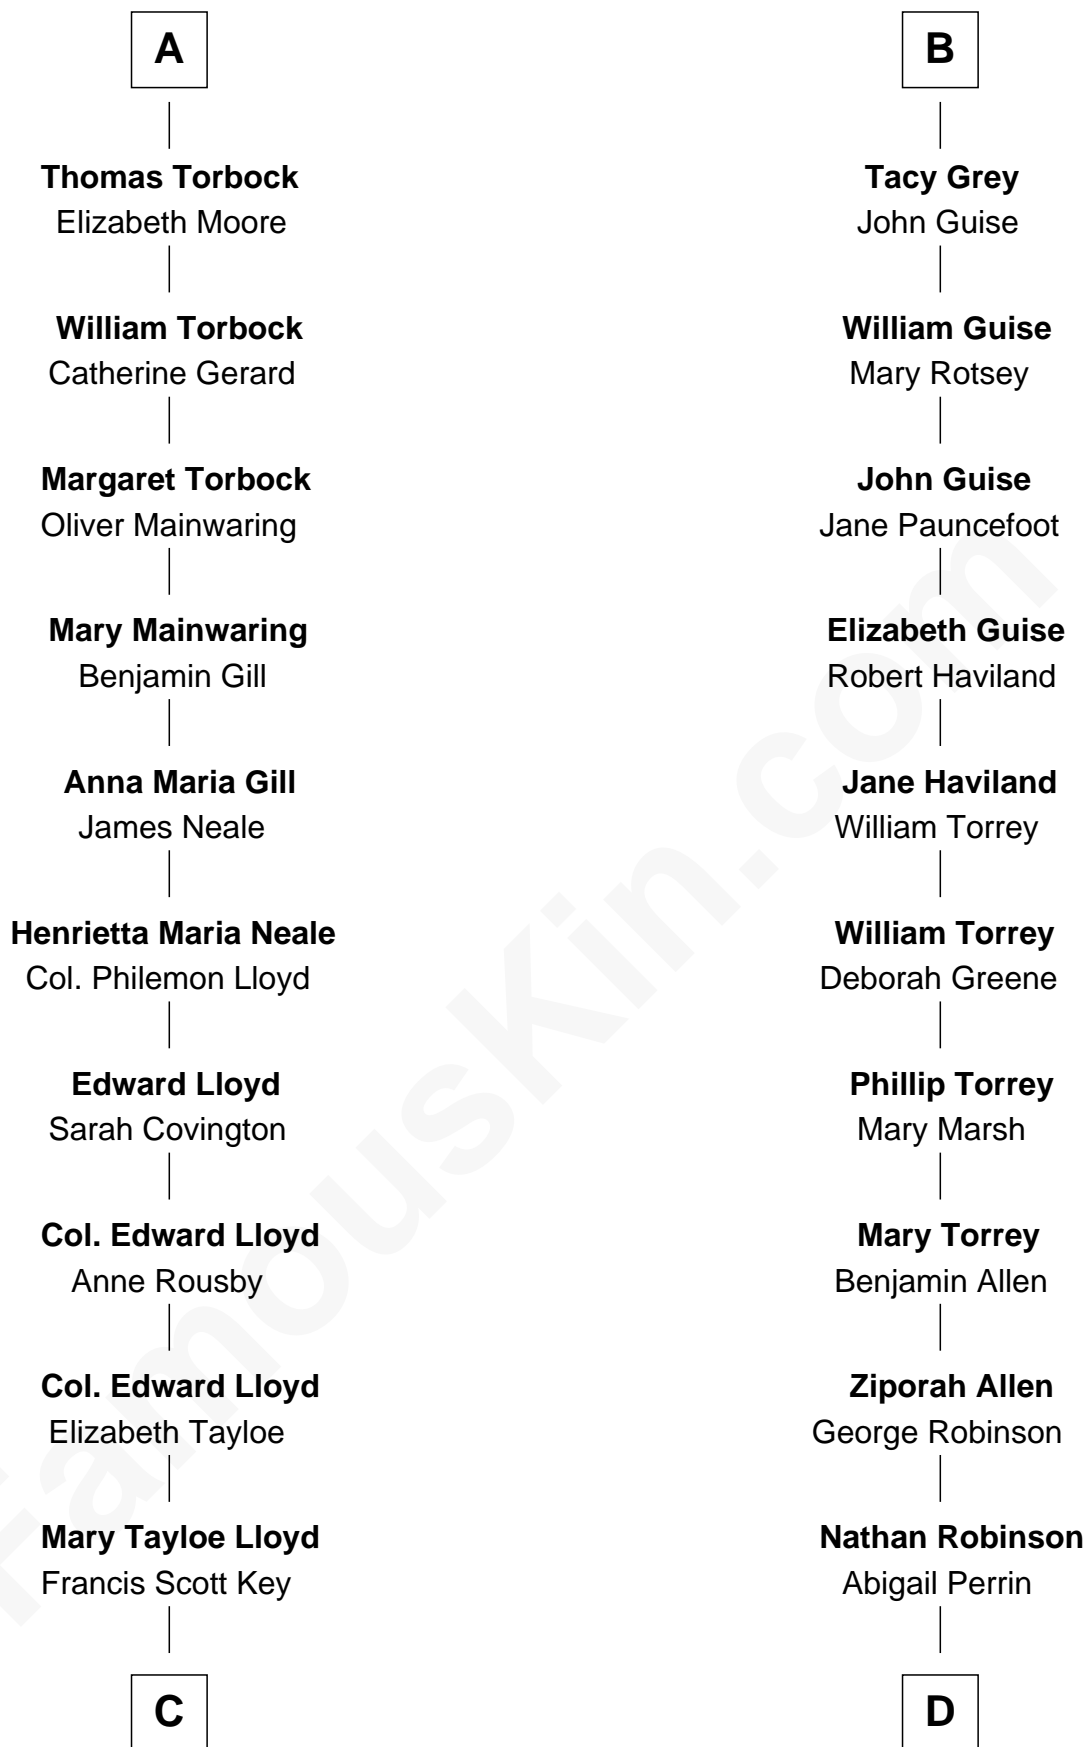 A
Thomas Torbock
Elizabeth Moore
William Torbock
Catherine Gerard
Margaret Torbock
Oliver Mainwaring
Mary Mainwaring
Benjamin Gill
Anna Maria Gill
James Neale
Henrietta Maria Neale
Col. Philemon Lloyd
Edward Lloyd
Sarah Covington
Col. Edward Lloyd
Anne Rousby
Col. Edward Lloyd
Elizabeth Tayloe
Mary Tayloe Lloyd
Francis Scott Key
C
B
Tacy Grey
John Guise
William Guise
Mary Rotsey
John Guise
Jane Pauncefoot
Elizabeth Guise
Robert Haviland
Jane Haviland
William Torrey
William Torrey
Deborah Greene
Phillip Torrey
Mary Marsh
Mary Torrey
Benjamin Allen
Ziporah Allen
George Robinson
Nathan Robinson
Abigail Perrin
D
FamousKin.com